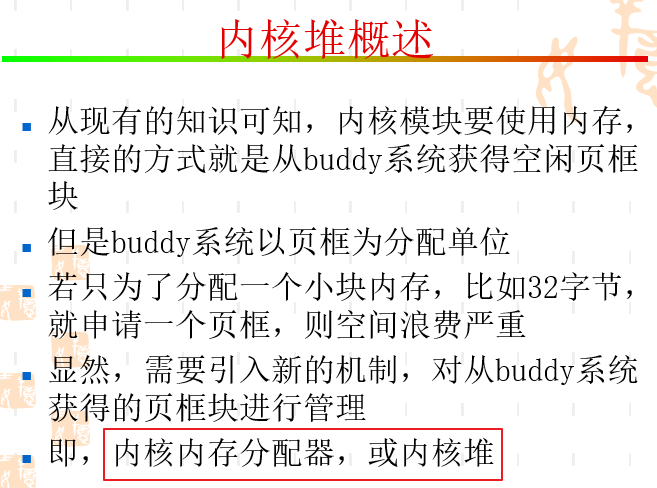 内核堆概述
从现有的知识可知，内核模块要使用内存，
直接的方式就是从buddy系统获得空闲页框
块
但是buddy系统以页框为分配单位
若只为了分配一个小块内存，比如32字节，
就申请一个页框，则空间浪费严重
显然，需要引入新的机制，对从buddy系统
获得的页框块进行管理
即，内核内存分配器，或内核堆